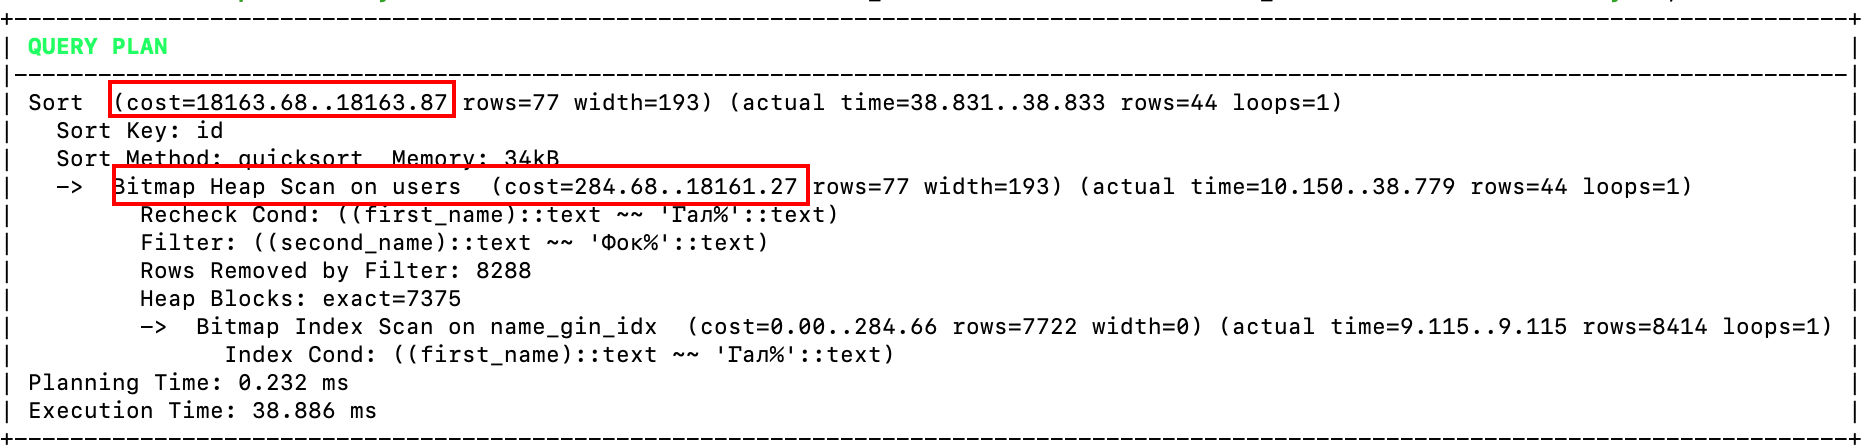 QUERY PLAN
Sort  (cost=18163.68..18163.87 rows=77 width=193) (actual time=38.831..38.833 rows=44 loops=1)
Sort Key: id
Sort Method: quicksort  Memory: 34kB
->  Bitmap Heap Scan on users  (cost=284.68..18161.27 rows=77 width=193) (actual time=10.150..38.779 rows=44 loops=1)
Recheck Cond: ((first_name)::text ~~ 'Гал%'::text)
Filter: ((second_name)::text ~~ 'Фок%'::text)
Rows Removed by Filter: 8288
Heap Blocks: exact=7375
->  Bitmap Index Scan on name_gin_idx  (cost=0.00..284.66 rows=7722 width=0) (actual time=9.115..9.115 rows=8414 loops=1)
Index Cond: ((first_name)::text ~~ 'Гал%'::text)
Planning Time: 0.232 ms
Execution Time: 38.886 ms